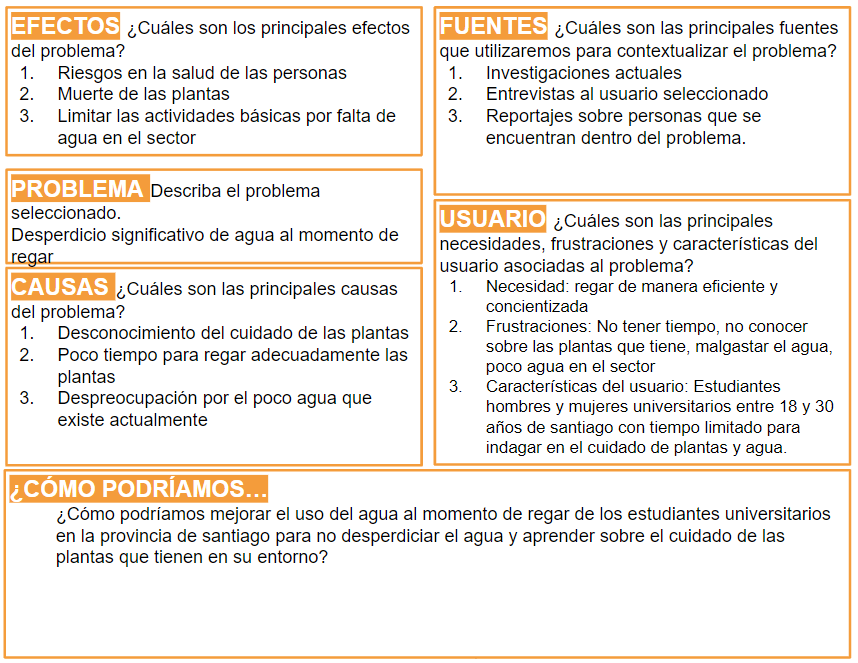 EFECTOS ¿Cuáles son los principales efectos
del problema?
1. Riesgos en la salud de las personas
2. Muerte de las plantas
3. Limitar las actividades básicas por falta de
agua en el sector
PROBLEMA Describa el problema
seleccionado.
Desperdicio significativo de agua al momento de
regar
CAUSAS ¿Cuáles son las principales causas
del problema?
1. Desconocimiento del cuidado de las plantas
2. Poco tiempo para regar adecuadamente las
plantas
3. Despreocupación por el poco agua que
existe actualmente
FUENTES ¿Cuáles son las principales fuentes
que utilizaremos para contextualizar el problema?
1. Investigaciones actuales
2. Entrevistas al usuario seleccionado
3. Reportajes sobre personas que se
encuentran dentro del problema.
USUARIO ¿Cuáles son las principales
necesidades, frustraciones y características del
usuario asociadas al problema?
1. Necesidad: regar de manera eficiente y
concientizada
2. Frustraciones: No tener tiempo, no conocer
sobre las plantas que tiene, malgastar el agua,
poco agua en el sector
3. Características del usuario: Estudiantes
hombres y mujeres universitarios entre 18 y 30
años de santiago con tiempo limitado para
indagar en el cuidado de plantas y agua.
¿CÓMO PODRÍAMOS...
¿Cómo podríamos mejorar el uso del agua al momento de regar de los estudiantes universitarios
en la provincia de santiago para no desperdiciar el agua y aprender sobre el cuidado de las
plantas que tienen en su entorno?